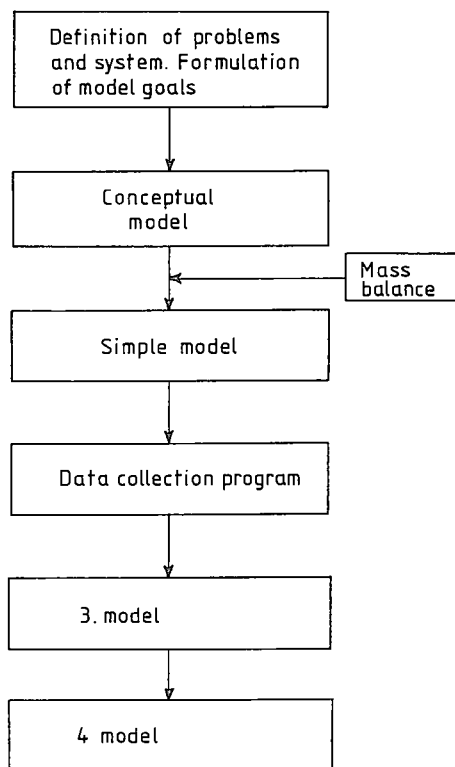 Definition of problems
and system. Formulation
of model goals
Conceptual
model
Mass
balance
Simple model
Data collection program
3. model
4 model